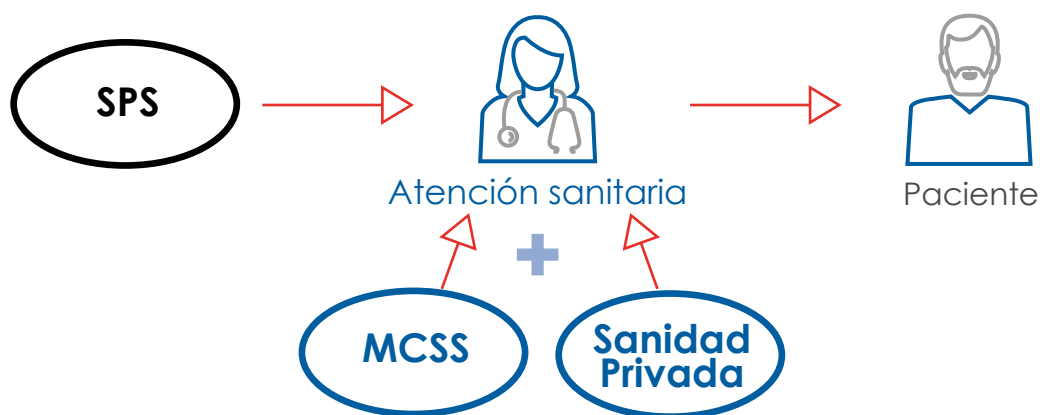 SPS
Atención sanitaria
Paciente
MCSS
Sanidad
Privada